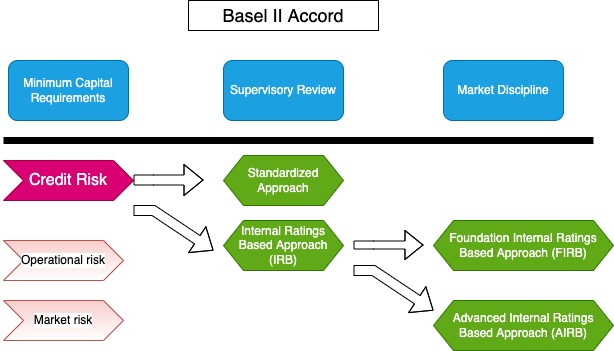 Basel II Accord
Minimum Capital
Requirements
Supervisory Review
Market Discipline
Credit Risk
Standardized
Approach
Internal Ratings
Based Approach
(IRB)
Foundation Internal Ratings
Based Approach (FIRB)
Operational risk
Market risk
Advanced Internal Ratings
Based Approach (AIRB)